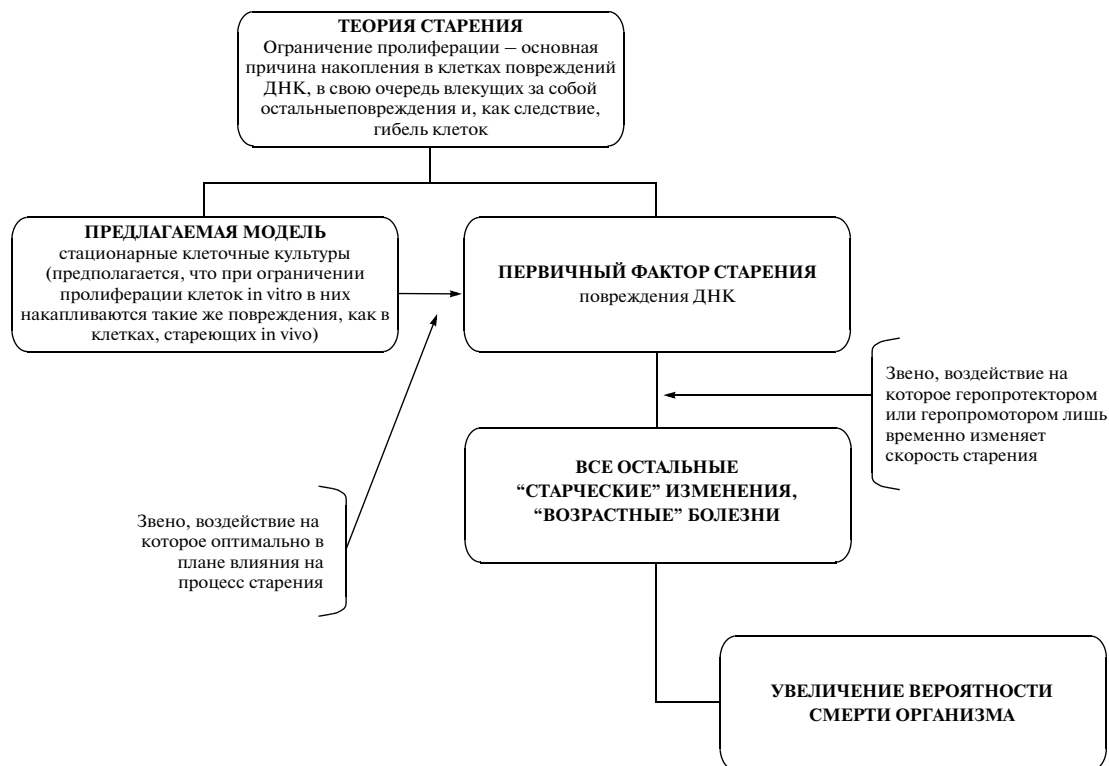 ТЕОРИЯ СТАРЕНИЯ
Ограничение пролиферации – основная
причина накопления в клетках повреждений
ДНК, в свою очередь влекущих за собой
остальныеповреждения и, как следствие,
гибель клеток
ПРЕДЛАГАЕМАЯ МОДЕЛЬ
стационарные клеточные культуры
(предполагается, что при ограничении
пролиферации клеток in vitro в них
накапливаются такие же повреждения, как в
клетках, стареющих in vivo)
ПЕРВИЧНЫЙ ФАКТОР СТАРЕНИЯ
повреждения ДНК
Звено, воздействие на
которое геропротектором
или геропромотором лишь
временно изменяет
скорость старения
ВСЕ ОСТАЛЬНЫЕ
“СТАРЧЕСКИЕ” ИЗМЕНЕНИЯ,
“ВОЗРАСТНЫЕ” БОЛЕЗНИ
Звено, воздействие на
которое оптимально в
плане влияния на
процесс старения
УВЕЛИЧЕНИЕ ВЕРОЯТНОСТИ
СМЕРТИ ОРГАНИЗМА